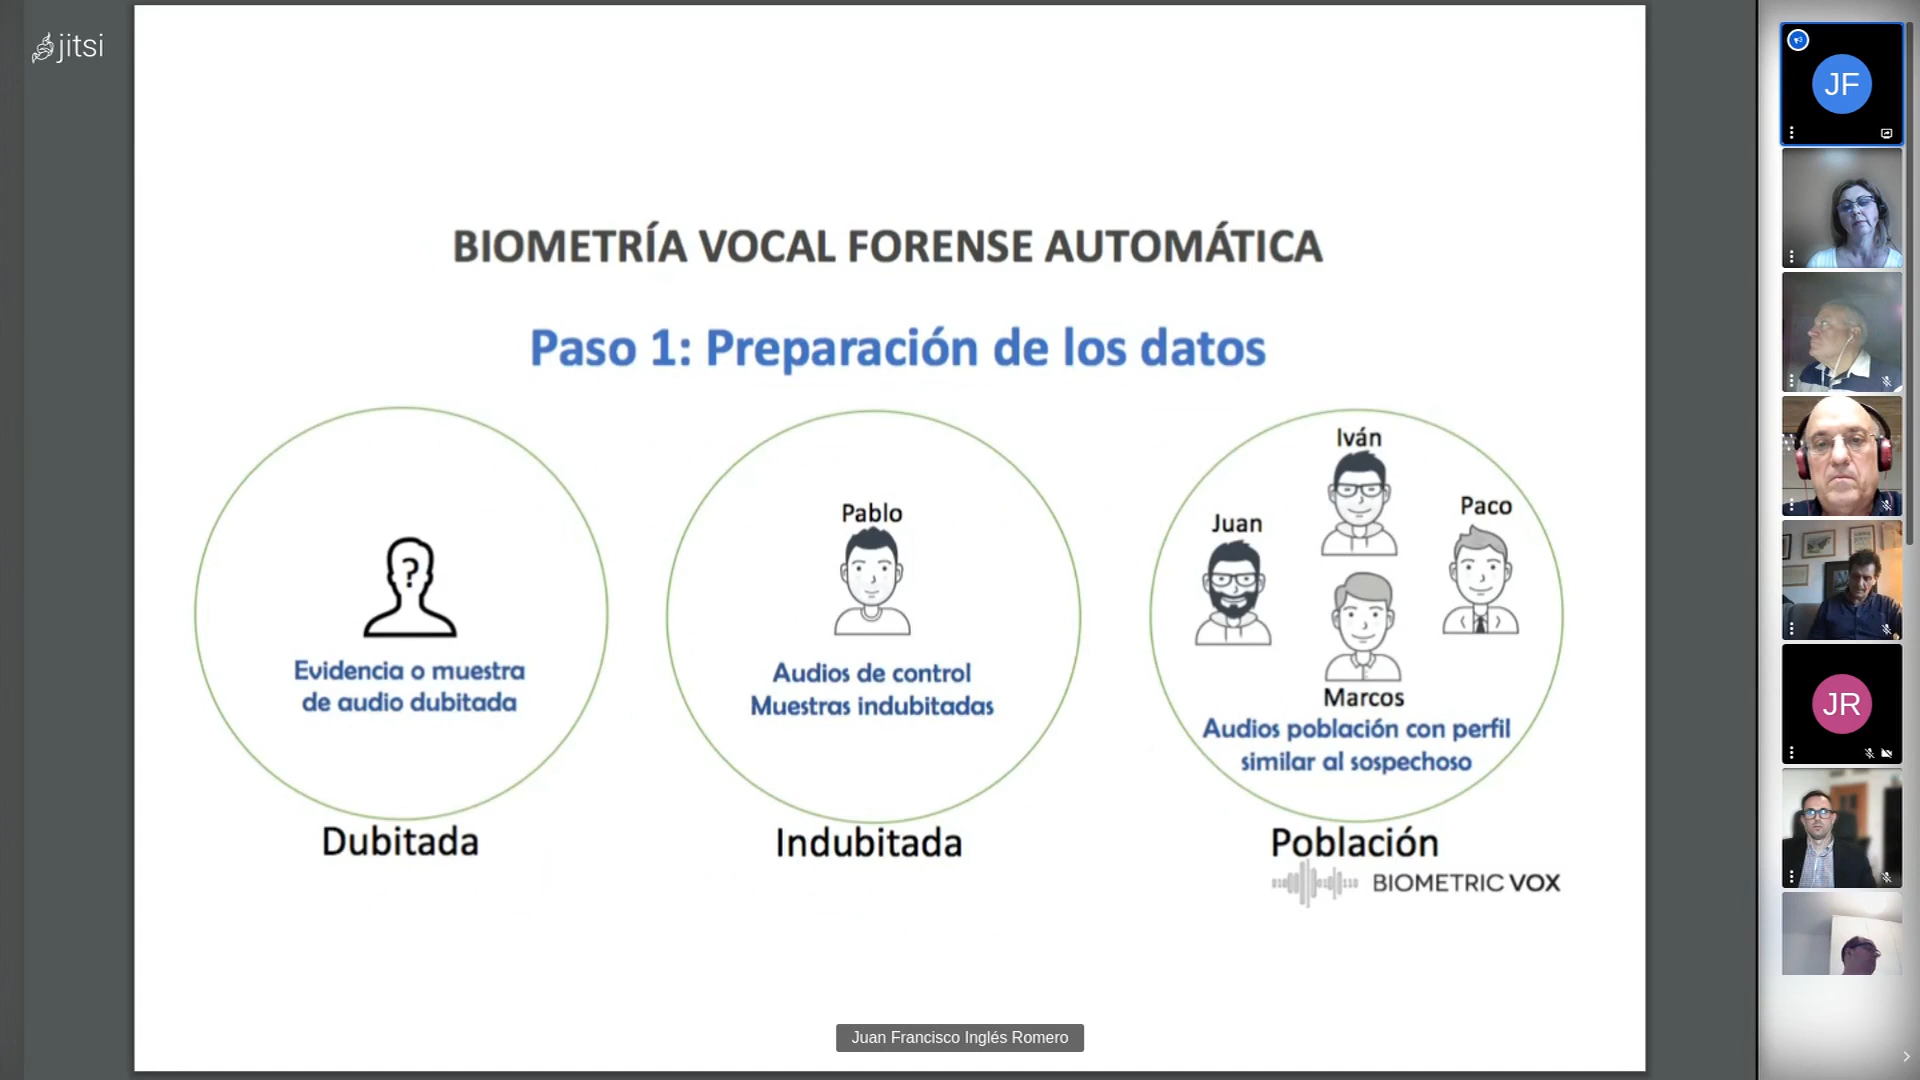 jitsi
BIOMETRÍA VOCAL FORENSE AUTOMÁTICA
Paso 1: Preparación de los datos
?
Evidencia o muestra
de audio dubitada
Dubitada
Pablo
Audios de control
Muestras indubitadas
Indubitada
Iván
Juan
Paco
Marcos
Audios población con perfil
similar al sospechoso
Población
BIOMETRIC VOX
Juan Francisco Inglés Romero
JF
JR